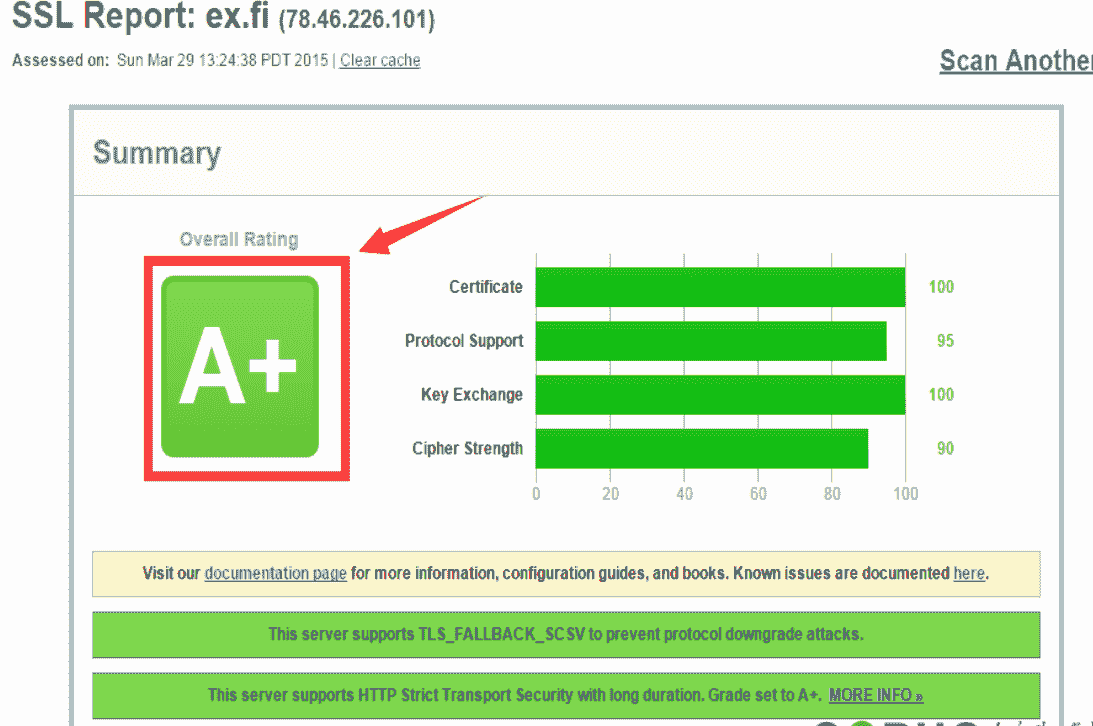 SSL Report: ex.fi (78.46.226.101)
Assessed on: Sun Mar 29 13:24:38 PDT 2015 | Clear cache
Scan Another
Summary
Overall Rating
A+
Certificate 100
Protocol Support 95
Key Exchange 100
Cipher Strength 90
0 20 40 60 80 100
Visit our documentation page for more information, configuration guides, and books. Known issues are documented here.
This server supports TLS_FALLBACK_SCSV to prevent protocol downgrade attacks.
This server supports HTTP Strict Transport Security with long duration. Grade set to A+. MORE INFO »